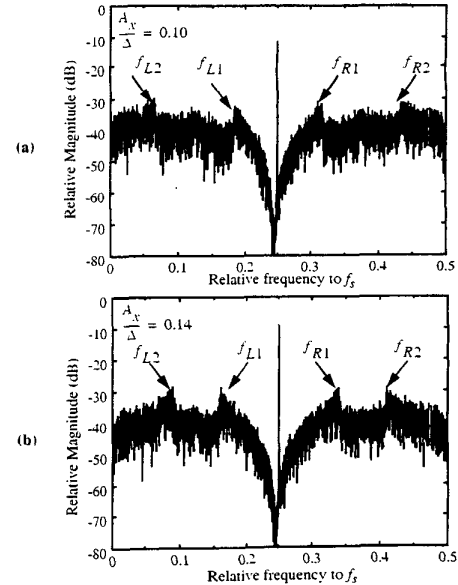 (a)
A_x/Δ = 0.10
f_L2 f_L1 f_R1 f_R2
Relative Magnitude (dB)
0
-10
-20
-30
-40
-50
-60
-70
-80
0 0.1 0.2 0.3 0.4 0.5
Relative frequency to f_s
(b)
A_x/Δ = 0.14
f_L2 f_L1 f_R1 f_R2
Relative Magnitude (dB)
0
-10
-20
-30
-40
-50
-60
-70
-80
0 0.1 0.2 0.3 0.4 0.5
Relative frequency to f_s